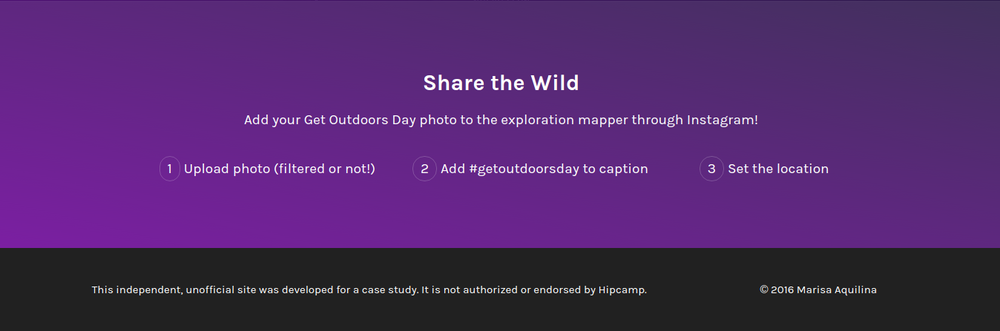 Share the Wild
Add your Get Outdoors Day photo to the exploration mapper through Instagram!
1 Upload photo (filtered or not!) 2 Add #getoutdoorsday to caption 3 Set the location
This independent, unofficial site was developed for a case study. It is not authorized or endorsed by Hipcamp. © 2016 Marisa Aquilina